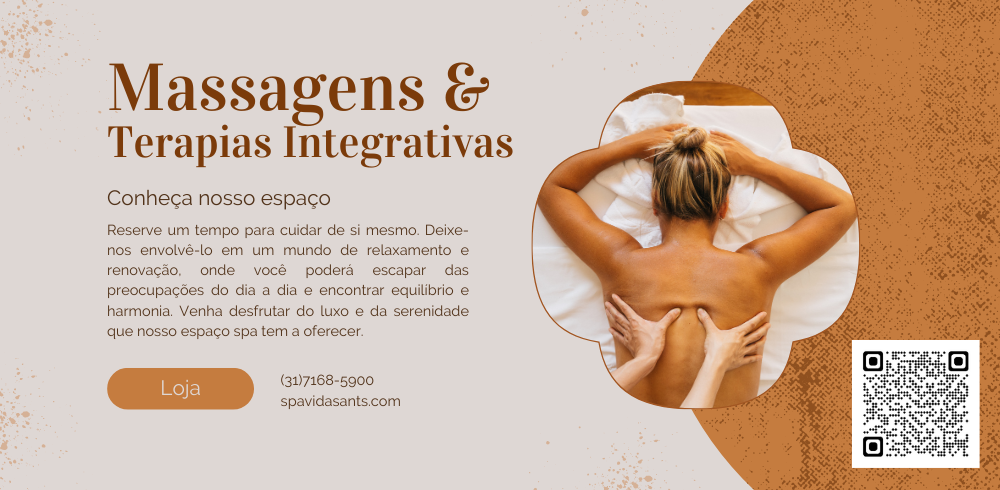 Massagens &
Terapias Integrativas
Conheça nosso espaço
Reserve um tempo para cuidar de si mesmo. Deixe-
nos envolvê-lo em um mundo de relaxamento e
renovação, onde você poderá escapar das
preocupações do dia a dia e encontrar equilíbrio e
harmonia. Venha desfrutar do luxo e da serenidade
que nosso espaço spa tem a oferecer.
Loja
(31)7168-5900
spavidasants.com